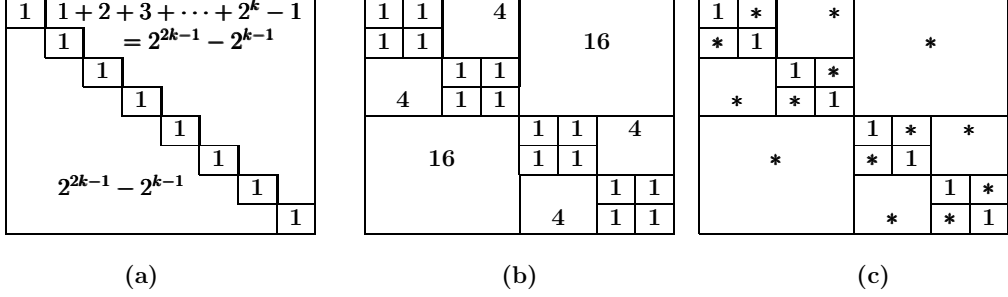 1 1 + 2 + 3 + ··· + 2^k − 1
1 = 2^{2k−1} − 2^{k−1}
1
1
1
1
2^{2k−1} − 2^{k−1} 1
1
(a)
1 1 4
1 1 16
1 1
4 1 1
1 1 4
16 1 1
1 1
4 1 1
(b)
1 * *
* 1 *
1 *
* * 1
1 * *
* * 1
1 *
* * 1
(c)